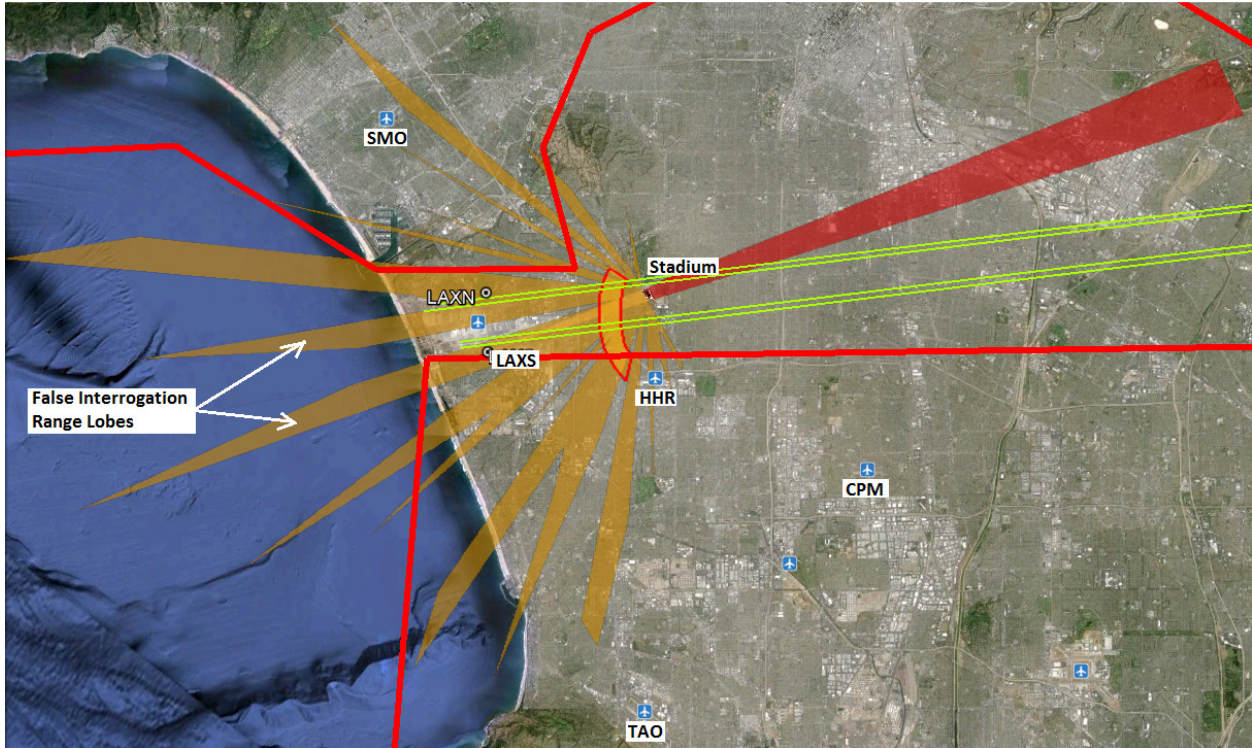 SMO
Stadium
LAXN
LAXS
HHR
False Interrogation
Range Lobes
CPM
TAO